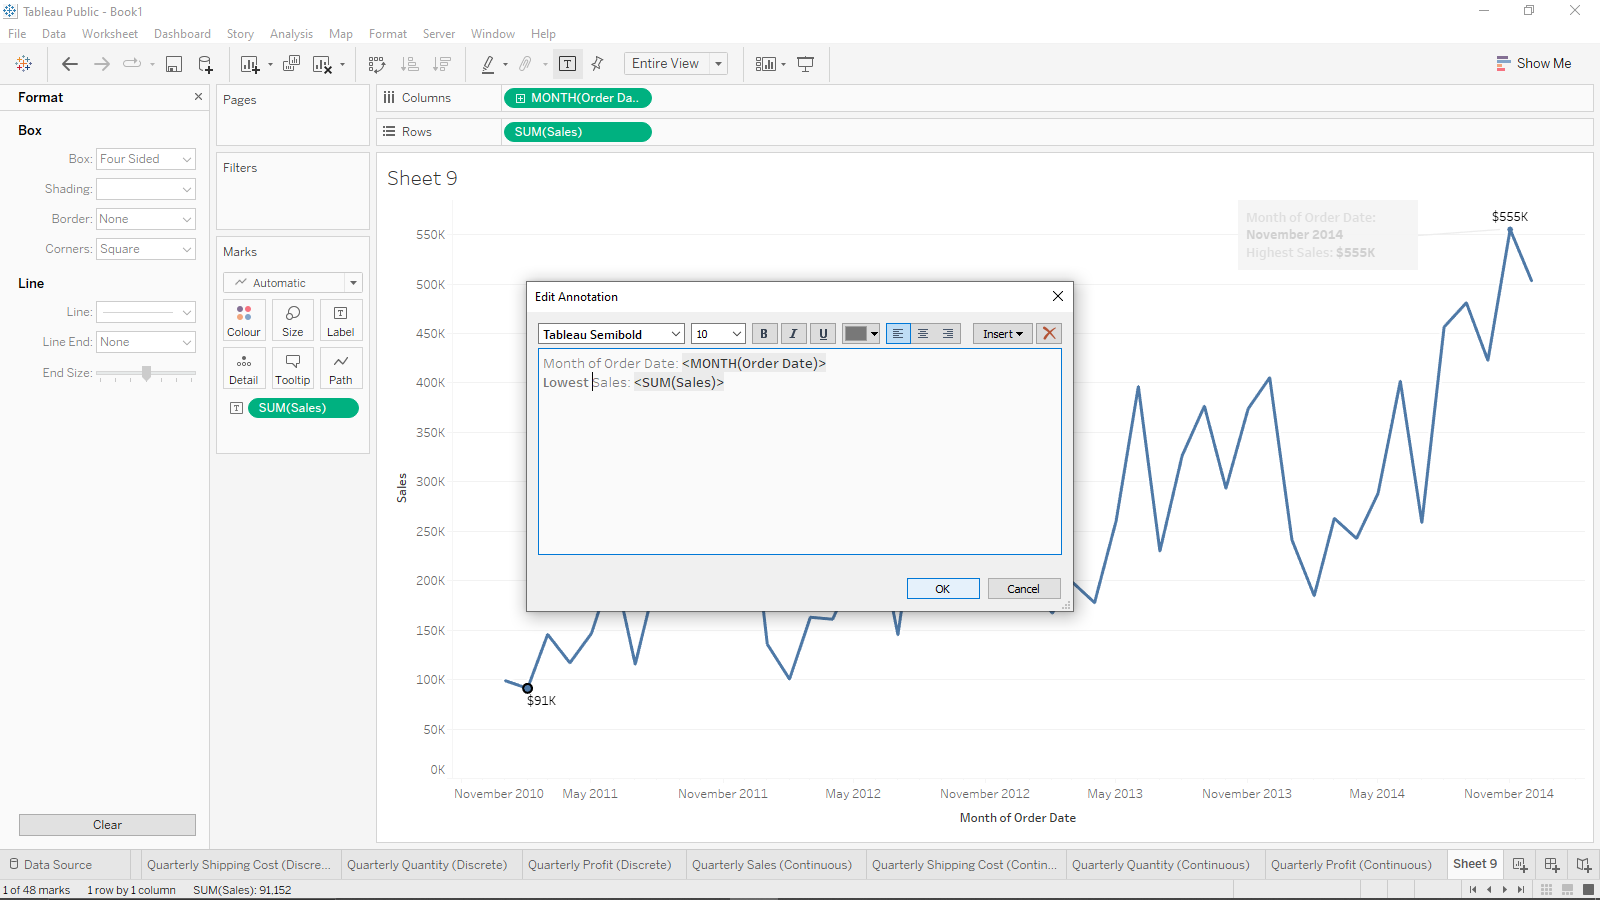 Tableau Public - Book1
File Data Worksheet Dashboard Story Analysis Map Format Server Window Help
Entire View
Show Me
Format
Box
Box: Four Sided
Shading:
Border: None
Corners: Square
Line
Line:
Line End: None
End Size:
Clear
Pages
Filters
Marks
Automatic
Colour Size Label
Detail Tooltip Path
SUM(Sales)
Columns MONTH(Order Da..
Rows SUM(Sales)
Sheet 9
Month of Order Date:
November 2014
Highest Sales: $555K
$555K
550K
500K
450K
400K
350K
300K
250K
200K
150K
100K
50K
0K
Sales
$91K
Edit Annotation
Tableau Semibold 10 B I U Insert
Month of Order Date: <MONTH(Order Date)>
Lowest Sales: <SUM(Sales)>
OK Cancel
November 2010 May 2011 November 2011 May 2012 November 2012 May 2013 November 2013 May 2014 November 2014
Month of Order Date
Data Source Quarterly Shipping Cost (Discre... Quarterly Quantity (Discrete) Quarterly Profit (Discrete) Quarterly Sales (Continuous) Quarterly Shipping Cost (Contin... Quarterly Quantity (Continuous) Quarterly Profit (Continuous) Sheet 9
1 of 48 marks 1 row by 1 column SUM(Sales): 91,152